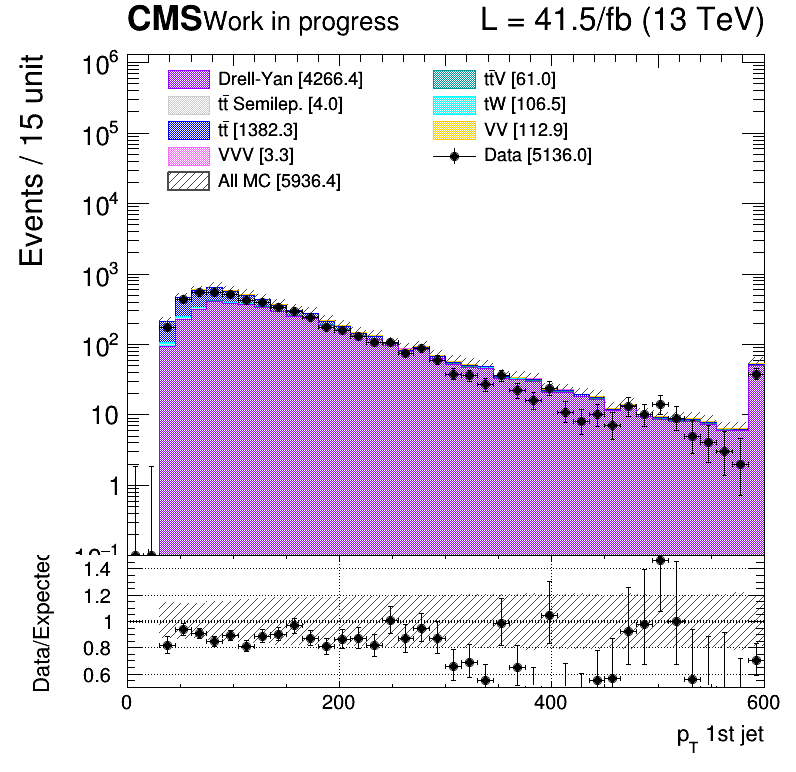 CMS Work in progress L = 41.5/fb (13 TeV)
Events / 15 unit
10⁶
10⁵
10⁴
10³
10²
10
1
10⁻¹
Drell-Yan [4266.4]
tt̄ Semilep. [4.0]
tt̄ [1382.3]
VVV [3.3]
All MC [5936.4]
tt̄V [61.0]
tW [106.5]
VV [112.9]
Data [5136.0]
Data/Expected
1.4
1.2
1
0.8
0.6
0 200 400 600
p_T 1st jet